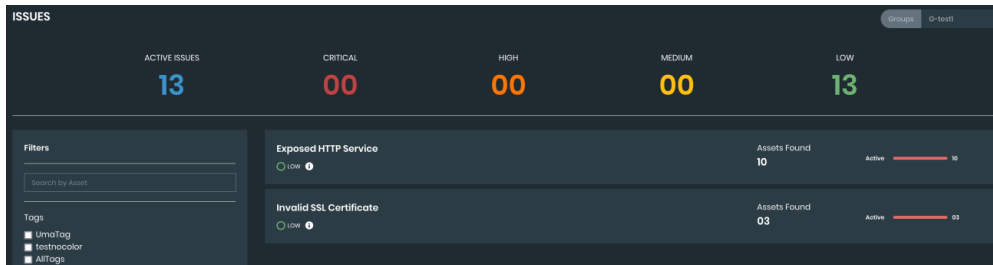 ISSUES
Groups G-test1
ACTIVE ISSUES CRITICAL HIGH MEDIUM LOW
13 00 00 00 13
Filters
Search by Asset
Tags
UmaTag
testnocolor
AllTags
Exposed HTTP Service
LOW
Assets Found
10
Active 10
Invalid SSL Certificate
LOW
Assets Found
03
Active 03